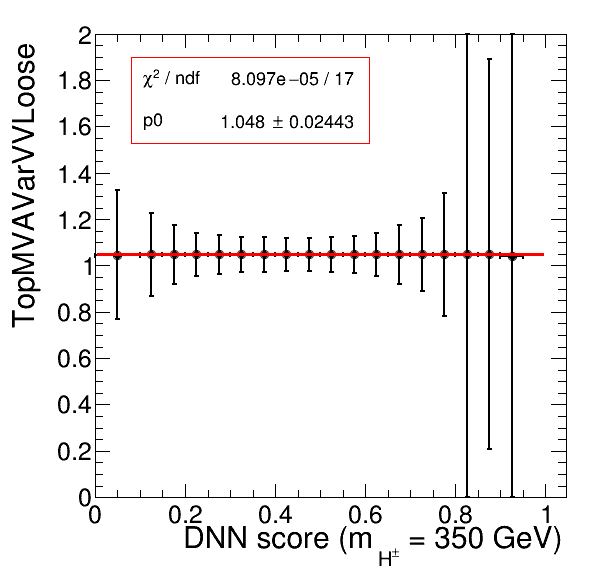 TopMVAVarVVLoose
χ² / ndf 8.097e−05 / 17
p0 1.048 ± 0.02443
2
1.8
1.6
1.4
1.2
1
0.8
0.6
0.4
0.2
0
0 0.2 0.4 0.6 0.8 1
DNN score (m_H± = 350 GeV)